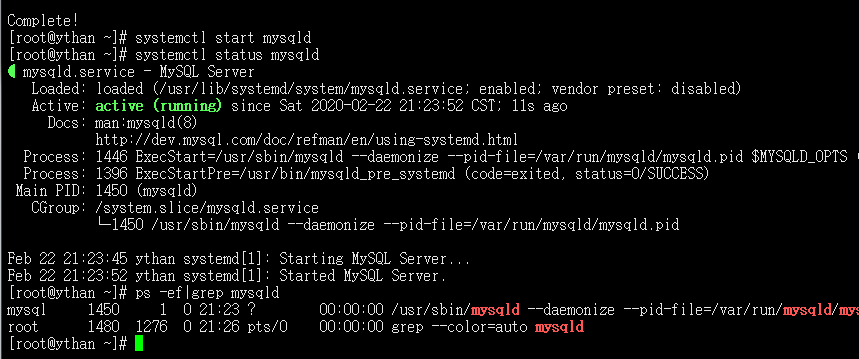 Complete!
[root@ythan ~]# systemctl start mysqld
[root@ythan ~]# systemctl status mysqld
mysqld.service - MySQL Server
Loaded: loaded (/usr/lib/systemd/system/mysqld.service; enabled; vendor preset: disabled)
Active: active (running) since Sat 2020-02-22 21:23:52 CST; 11s ago
Docs: man:mysqld(8)
http://dev.mysql.com/doc/refman/en/using-systemd.html
Process: 1446 ExecStart=/usr/sbin/mysqld --daemonize --pid-file=/var/run/mysqld/mysqld.pid $MYSQLD_OPTS (
Process: 1396 ExecStartPre=/usr/bin/mysqld_pre_systemd (code=exited, status=0/SUCCESS)
Main PID: 1450 (mysqld)
CGroup: /system.slice/mysqld.service
└─1450 /usr/sbin/mysqld --daemonize --pid-file=/var/run/mysqld/mysqld.pid
Feb 22 21:23:45 ythan systemd[1]: Starting MySQL Server...
Feb 22 21:23:52 ythan systemd[1]: Started MySQL Server.
[root@ythan ~]# ps -ef|grep mysqld
mysql 1450 1 0 21:23 ? 00:00:00 /usr/sbin/mysqld --daemonize --pid-file=/var/run/mysqld/mys
root 1480 1276 0 21:26 pts/0 00:00:00 grep --color=auto mysqld
[root@ythan ~]#